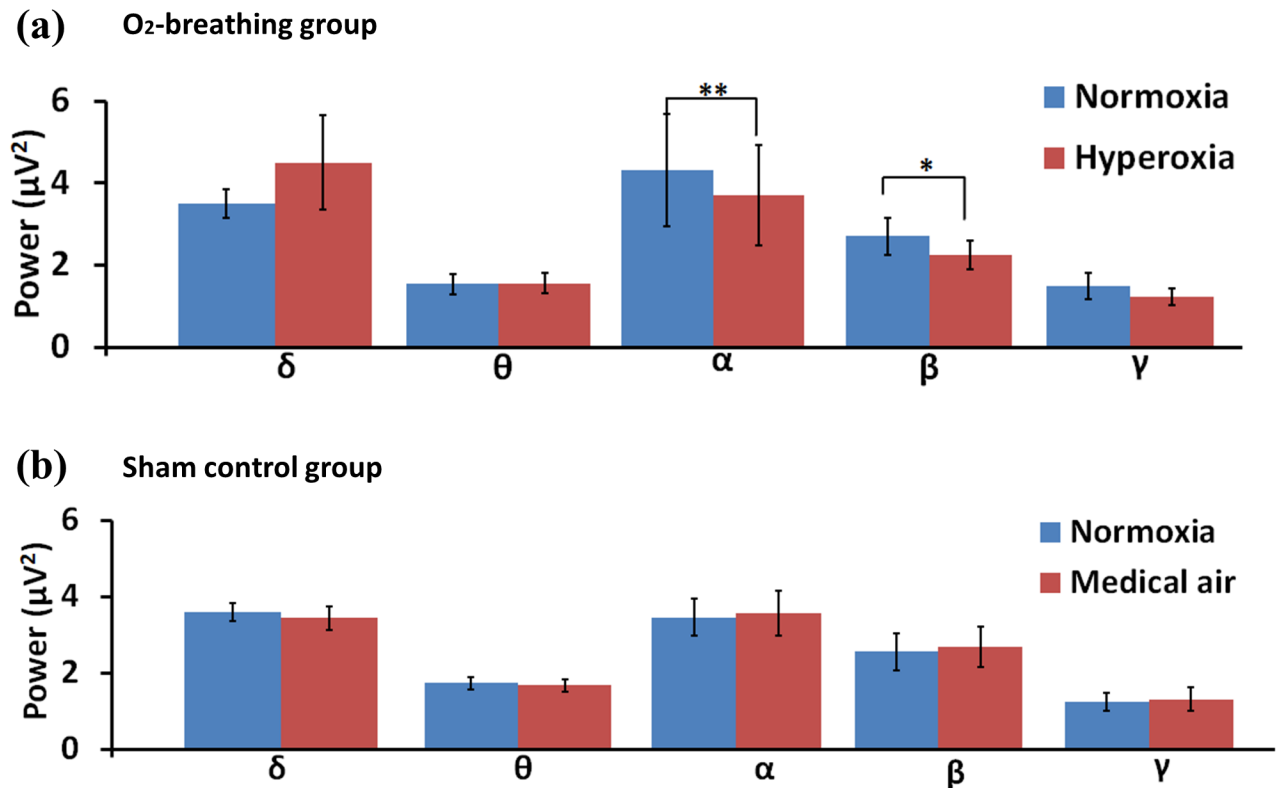 (a) O₂-breathing group
Normoxia
Hyperoxia
Power (µV²)
6
4
2
0
**
*
δ θ α β γ
(b) Sham control group
Normoxia
Medical air
Power (µV²)
6
4
2
0
δ θ α β γ